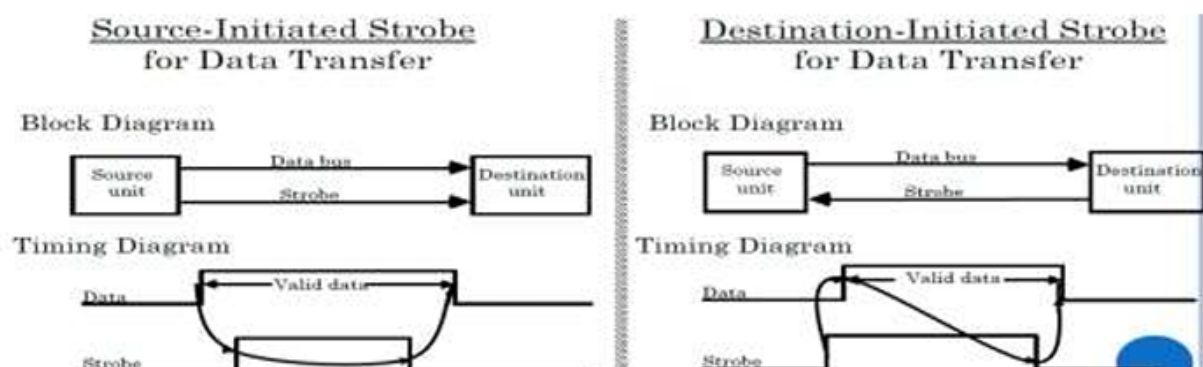 Source-Initiated Strobe
for Data Transfer
Block Diagram
Source
unit
Data bus
Strobe
Destination
unit
Timing Diagram
Data
Valid data
Strobe
Destination-Initiated Strobe
for Data Transfer
Block Diagram
Source
unit
Data bus
Strobe
Destination
unit
Timing Diagram
Data
Valid data
Strobe